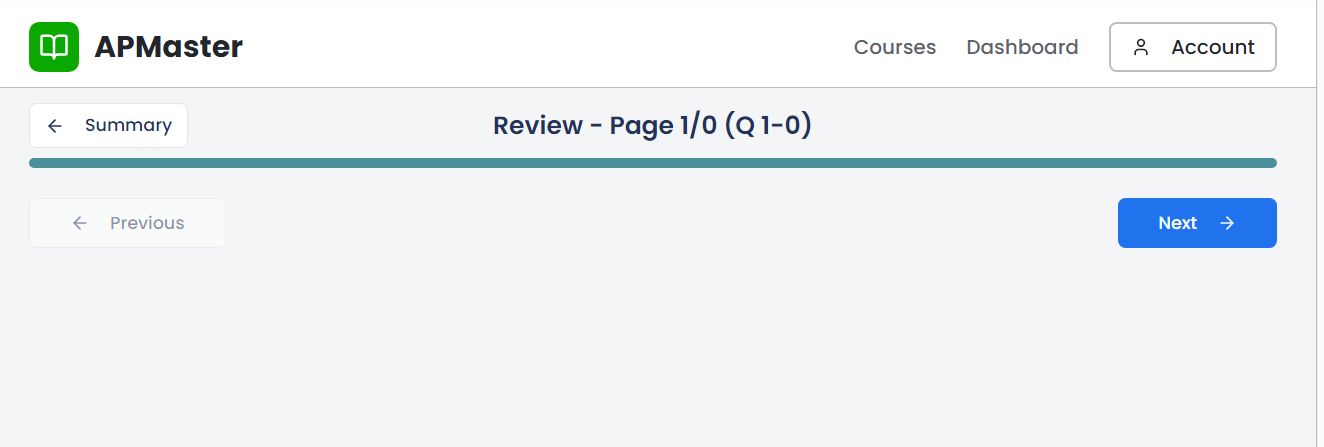 APMaster
Courses Dashboard Account
Summary
Review - Page 1/0 (Q 1-0)
Previous
Next